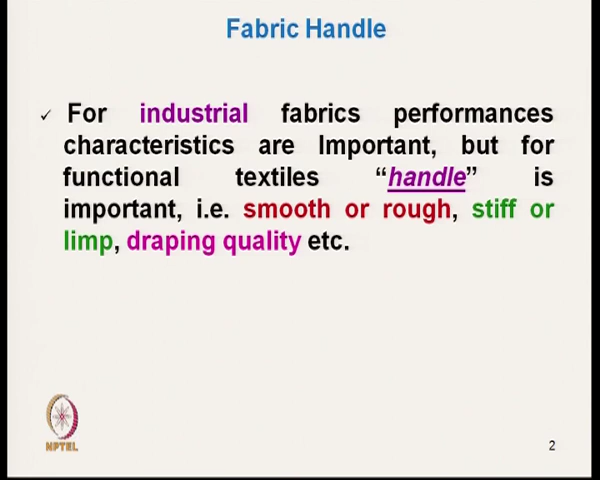 Fabric Handle
✓ For industrial fabrics performances
characteristics are Important, but for
functional textiles “handle” is
important, i.e. smooth or rough, stiff or
limp, draping quality etc.
NPTEL
2